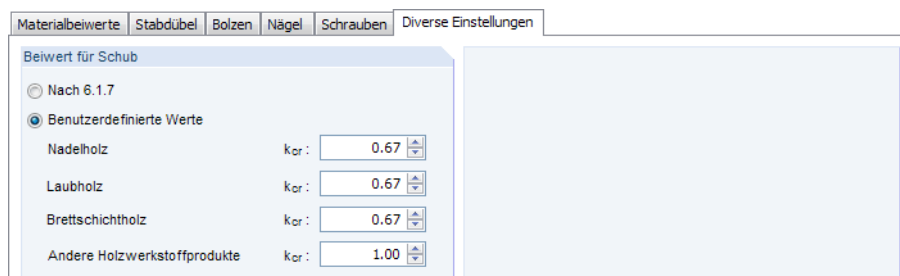 Materialbeiwerte Stabdübel Bolzen Nägel Schrauben Diverse Einstellungen
Beiwert für Schub
Nach 6.1.7
Benutzerdefinierte Werte
Nadelholz kcr : 0.67
Laubholz kcr : 0.67
Brettschichtholz kcr : 0.67
Andere Holzwerkstoffprodukte kcr : 1.00